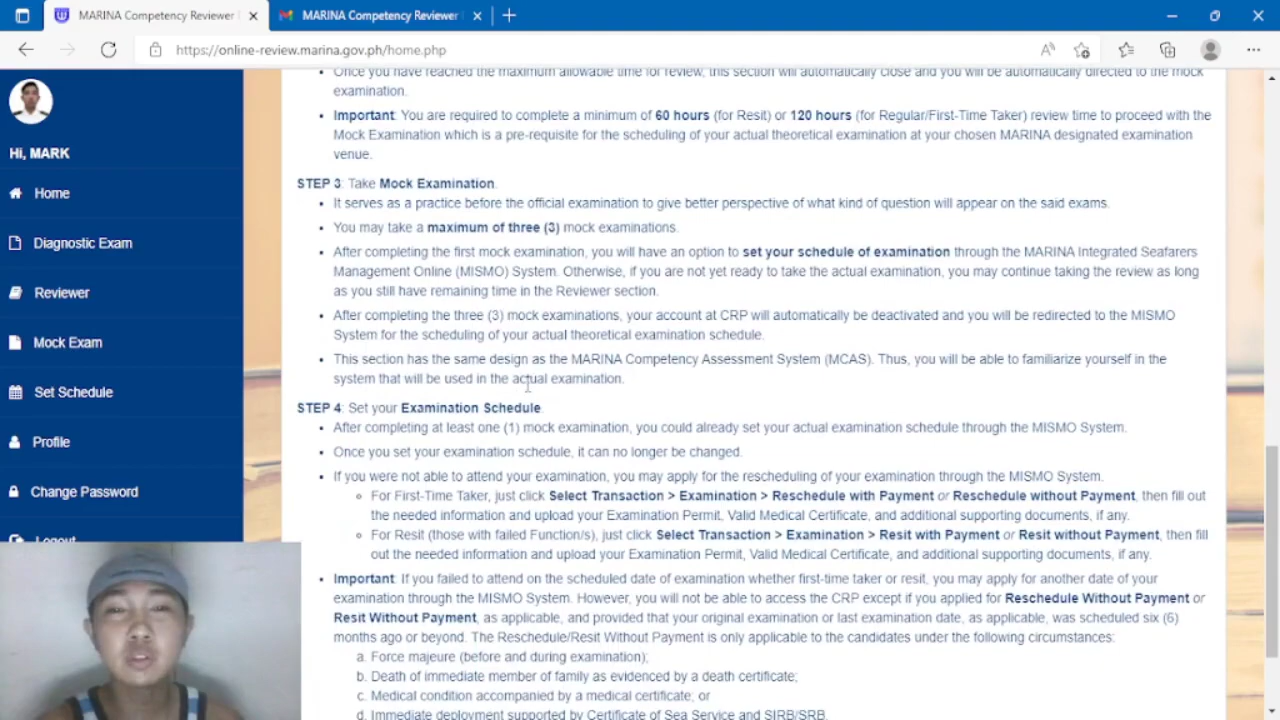 MARINA Competency Reviewer
MARINA Competency Reviewer
https://online-review.marina.gov.ph/home.php
Hi, MARK
Home
Diagnostic Exam
Reviewer
Mock Exam
Set Schedule
Profile
Change Password
Logout
Once you have reached the maximum allowable time for review, this section will automatically close and you will be automatically directed to the mock
examination.
Important: You are required to complete a minimum of 60 hours (for Resit) or 120 hours (for Regular/First-Time Taker) review time to proceed with the
Mock Examination which is a pre-requisite for the scheduling of your actual theoretical examination at your chosen MARINA designated examination
venue.
STEP 3: Take Mock Examination.
It serves as a practice before the official examination to give better perspective of what kind of question will appear on the said exams.
You may take a maximum of three (3) mock examinations.
After completing the first mock examination, you will have an option to set your schedule of examination through the MARINA Integrated Seafarers
Management Online (MISMO) System. Otherwise, if you are not yet ready to take the actual examination, you may continue taking the review as long
as you still have remaining time in the Reviewer section.
After completing the three (3) mock examinations, your account at CRP will automatically be deactivated and you will be redirected to the MISMO
System for the scheduling of your actual theoretical examination schedule.
This section has the same design as the MARINA Competency Assessment System (MCAS). Thus, you will be able to familiarize yourself in the
system that will be used in the actual examination.
STEP 4: Set your Examination Schedule.
After completing at least one (1) mock examination, you could already set your actual examination schedule through the MISMO System.
Once you set your examination schedule, it can no longer be changed.
If you were not able to attend your examination, you may apply for the rescheduling of your examination through the MISMO System.
For First-Time Taker, just click Select Transaction > Examination > Reschedule with Payment or Reschedule without Payment, then fill out
the needed information and upload your Examination Permit, Valid Medical Certificate, and additional supporting documents, if any.
For Resit (those with failed Function/s), just click Select Transaction > Examination > Resit with Payment or Resit without Payment, then fill
out the needed information and upload your Examination Permit, Valid Medical Certificate, and additional supporting documents, if any.
Important: If you failed to attend on the scheduled date of examination whether first-time taker or resit, you may apply for another date of your
examination through the MISMO System. However, you will not be able to access the CRP except if you applied for Reschedule Without Payment or
Resit Without Payment, as applicable, and provided that your original examination or last examination date, as applicable, was scheduled six (6)
months ago or beyond. The Reschedule/Resit Without Payment is only applicable to the candidates under the following circumstances:
a. Force majeure (before and during examination);
b. Death of immediate member of family as evidenced by a death certificate;
c. Medical condition accompanied by a medical certificate; or
d. Immediate deployment supported by Certificate of Sea Service and SIRB/SRB.